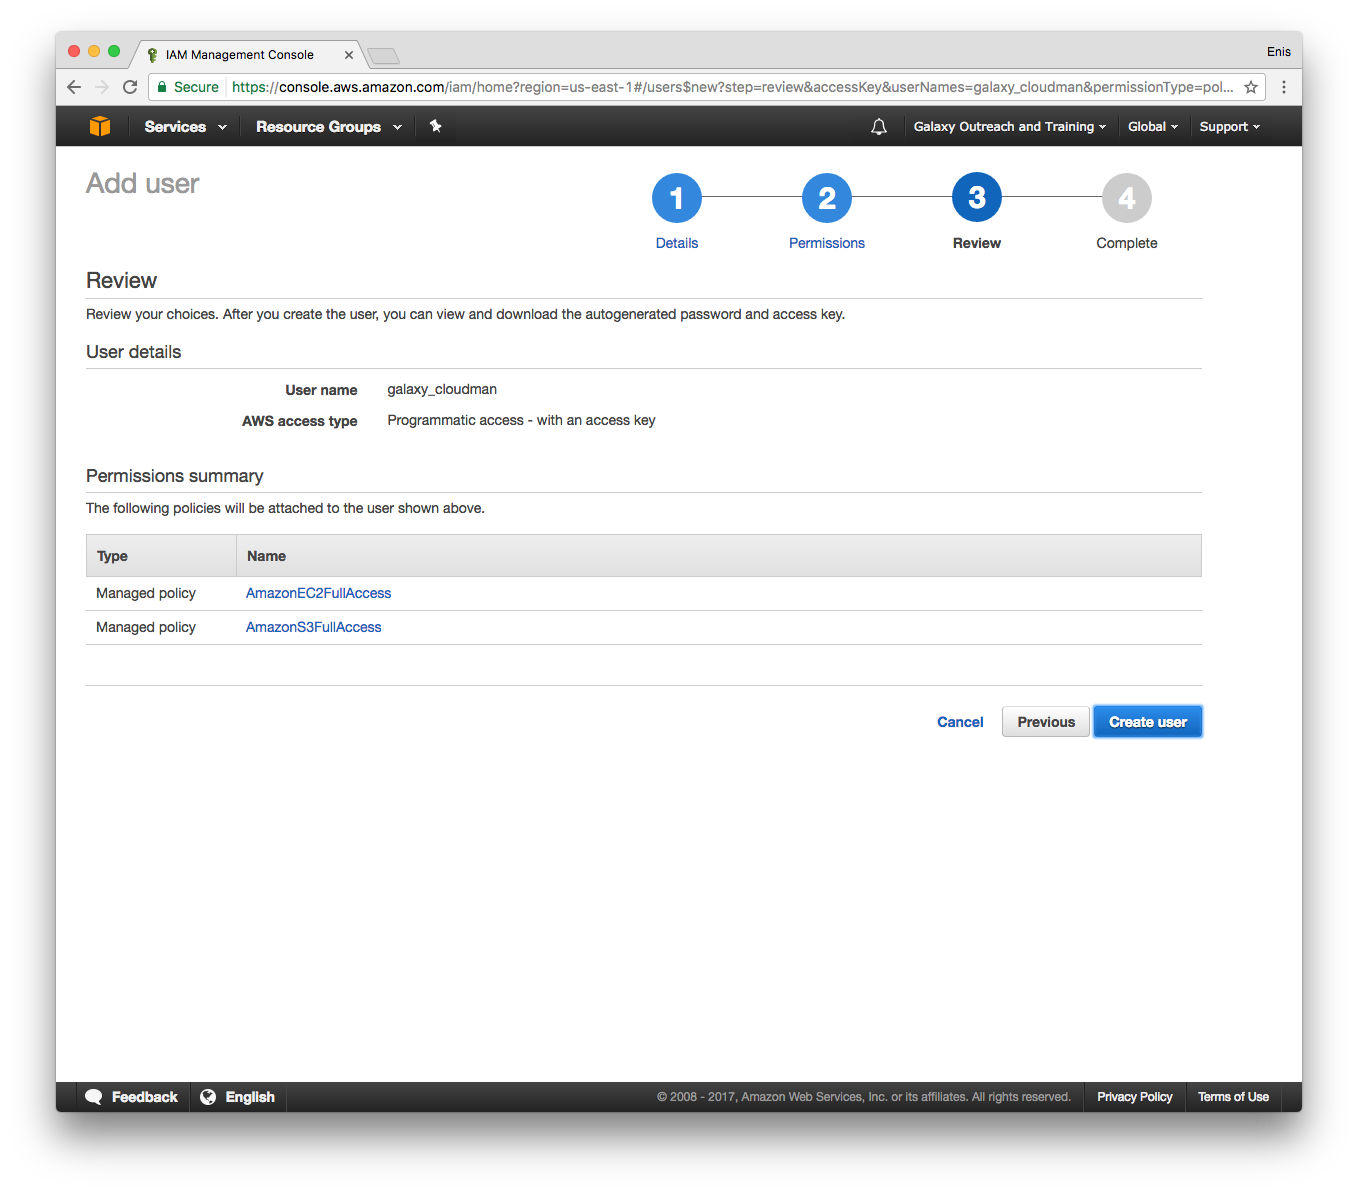 IAM Management Console
Enis
Secure https://console.aws.amazon.com/iam/home?region=us-east-1#/users$new?step=review&accessKey&userNames=galaxy_cloudman&permissionType=pol...
Services Resource Groups Galaxy Outreach and Training Global Support
Add user
1 2 3 4
Details Permissions Review Complete
Review
Review your choices. After you create the user, you can view and download the autogenerated password and access key.
User details
User name galaxy_cloudman
AWS access type Programmatic access - with an access key
Permissions summary
The following policies will be attached to the user shown above.
Type Name
Managed policy AmazonEC2FullAccess
Managed policy AmazonS3FullAccess
Cancel Previous Create user
Feedback English © 2008 - 2017, Amazon Web Services, Inc. or its affiliates. All rights reserved. Privacy Policy Terms of Use